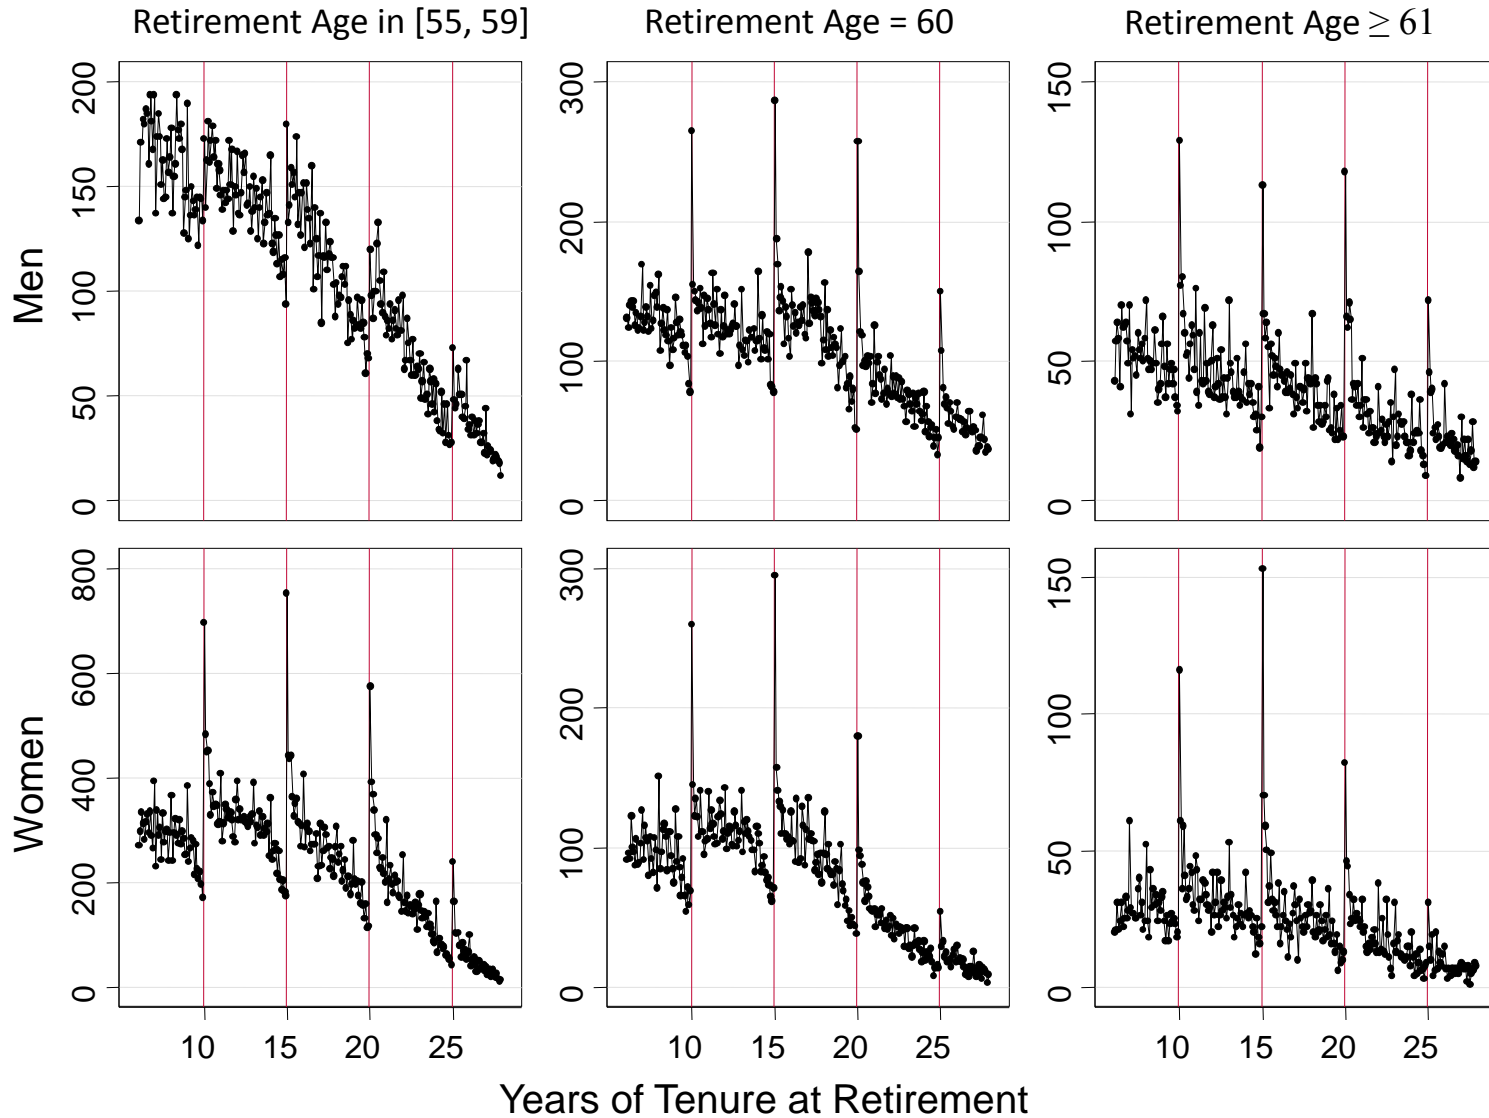 Retirement Age in [55, 59]
Retirement Age = 60
Retirement Age ≥ 61
Men
0 50 100 150 200
0 100 200 300
0 50 100 150
Women
0 200 400 600 800
0 100 200 300
0 50 100 150
10 15 20 25
10 15 20 25
10 15 20 25
Years of Tenure at Retirement